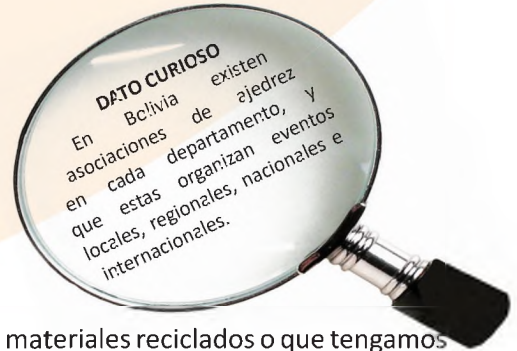 DATO CURIOSO
En Bolivia existen
asociaciones de ajedrez
en cada departamento, y
que estas organizan eventos
locales, regionales, nacionales e
internacionales.
materiales reciclados o que tengamos